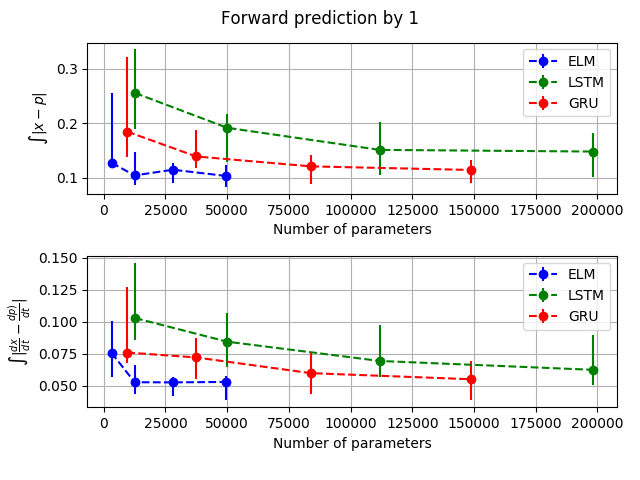 Forward prediction by 1
∫|x − p|
0.3
0.2
0.1
ELM
LSTM
GRU
0 25000 50000 75000 100000 125000 150000 175000 200000
Number of parameters
∫|dx/dt − dp)/dt|
0.150
0.125
0.100
0.075
0.050
ELM
LSTM
GRU
0 25000 50000 75000 100000 125000 150000 175000 200000
Number of parameters